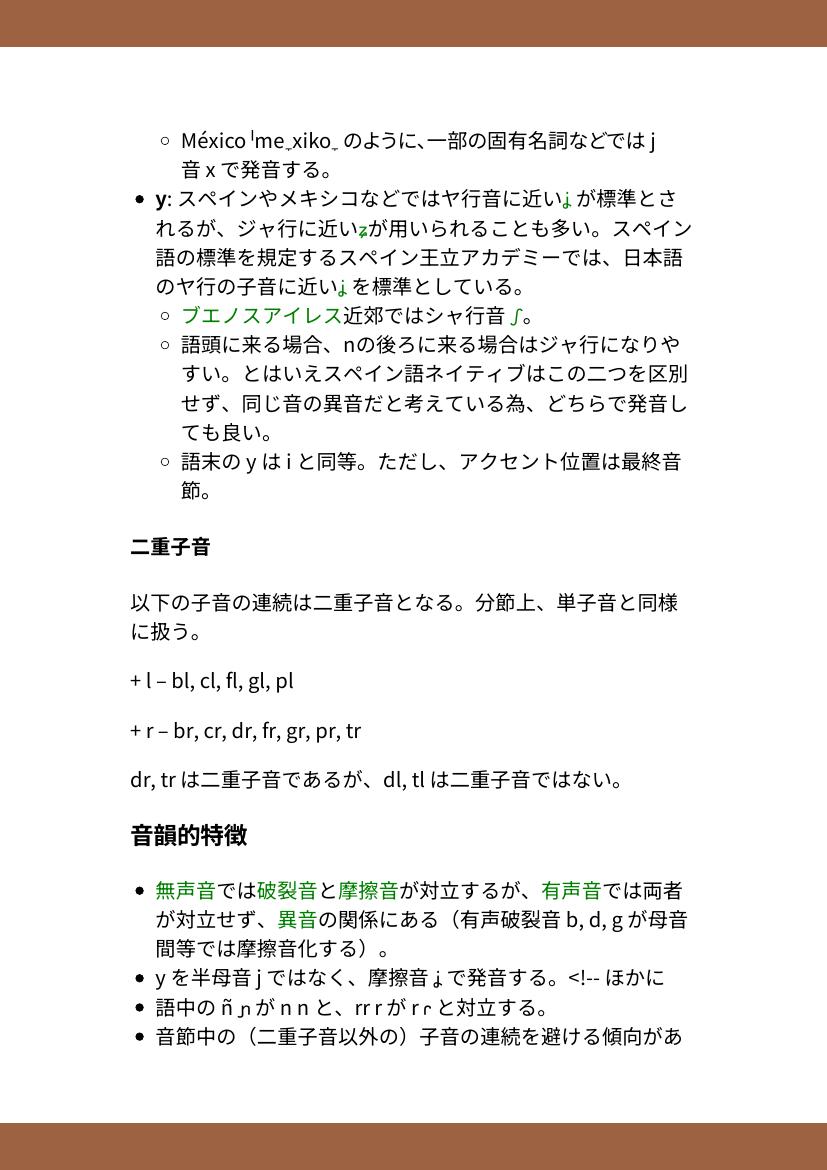 México ˈme̞xiko̞ のように、一部の固有名詞などでは j
音 x で発音する。
y: スペインやメキシコなどではヤ行音に近いʝ が標準とさ
れるが、ジャ行に近いʑが用いられることも多い。スペイン
語の標準を規定するスペイン王立アカデミーでは、日本語
のヤ行の子音に近いʝ を標準としている。
ブエノスアイレス近郊ではシャ行音 ʃ。
語頭に来る場合、nの後ろに来る場合はジャ行になりや
すい。とはいえスペイン語ネイティブはこの二つを区別
せず、同じ音の異音だと考えている為、どちらで発音し
ても良い。
語末の y は i と同等。ただし、アクセント位置は最終音
節。
二重子音
以下の子音の連続は二重子音となる。分節上、単子音と同様
に扱う。
+ l – bl, cl, fl, gl, pl
+ r – br, cr, dr, fr, gr, pr, tr
dr, tr は二重子音であるが、dl, tl は二重子音ではない。
音韻的特徴
無声音では破裂音と摩擦音が対立するが、有声音では両者
が対立せず、異音の関係にある（有声破裂音 b, d, g が母音
間等では摩擦音化する）。
y を半母音 j ではなく、摩擦音 ʝ で発音する。<!-- ほかに
語中の ñ ɲ が n n と、rr r が r ɾ と対立する。
音節中の（二重子音以外の）子音の連続を避ける傾向があ